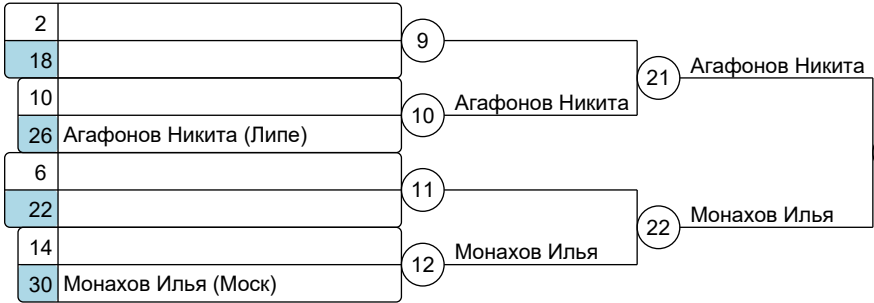 2
9
18
21 Агафонов Никита
10
10 Агафонов Никита
26 Агафонов Никита (Липе)
6
11
22
22 Монахов Илья
14
12 Монахов Илья
30 Монахов Илья (Моск)